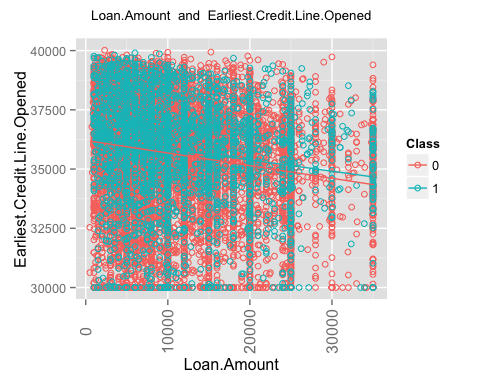 Loan.Amount and Earliest.Credit.Line.Opened
Earliest.Credit.Line.Opened
40000
37500
35000
32500
30000
0
10000
20000
30000
Loan.Amount
Class
0
1